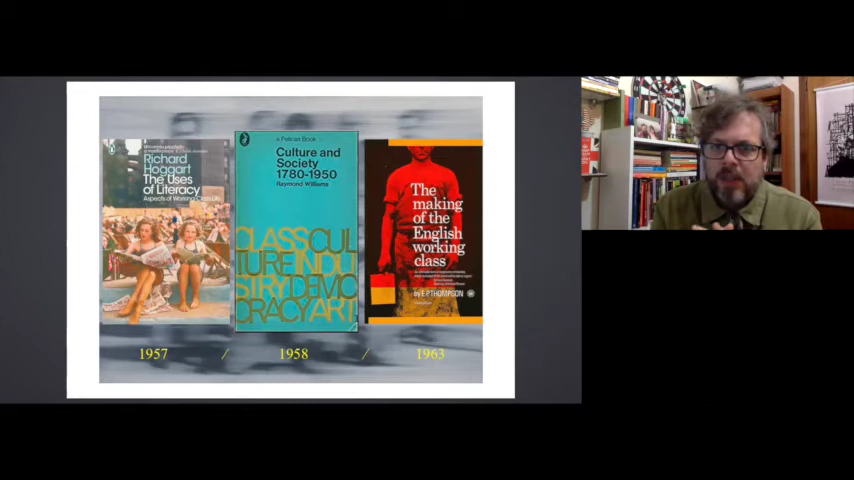 Richard
Hoggart
The Uses
of Literacy
Aspects of Working-Class Life
a Pelican Book
Culture and
Society
1780-1950
Raymond Williams
CLASSCUL
TUREINDU
STRYDEMO
CRACYART
The
making
of the
English
working
class
by E P THOMPSON
1957 / 1958 / 1963